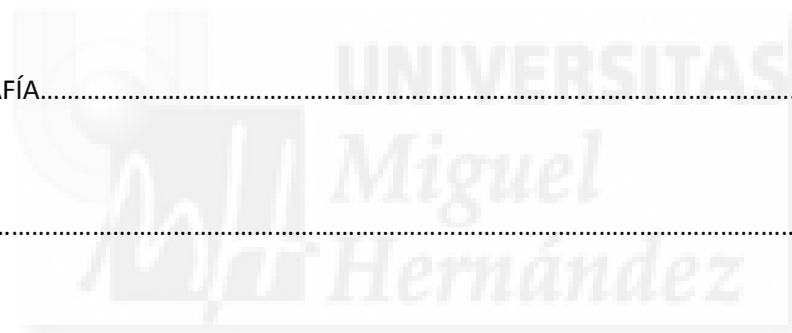 UNIVERSITAS
AFÍA................................................................................................
Miguel
................................................................................................
Hernández